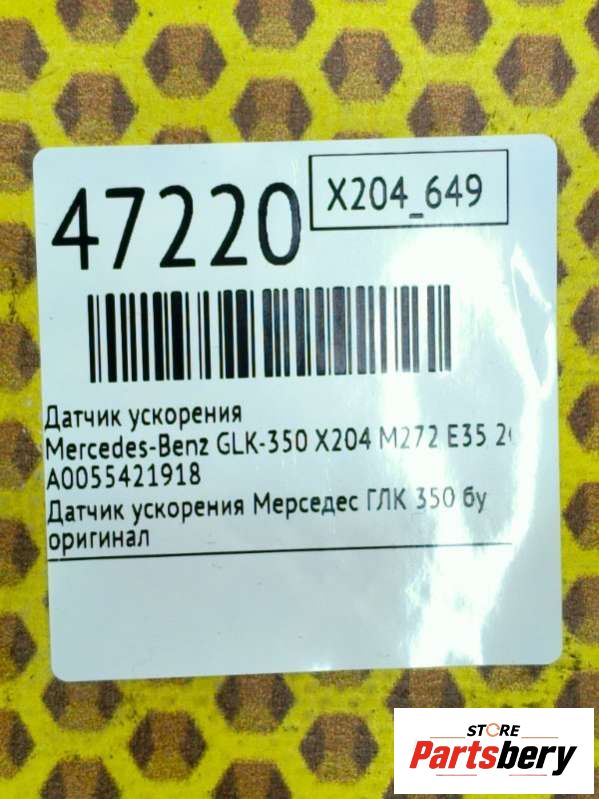 47220
X204_649
Датчик ускорения
Mercedes-Benz GLK-350 X204 M272 E35
A0055421918
Датчик ускорения Мерседес ГЛК 350 бу
оригинал
STORE
Partsbery